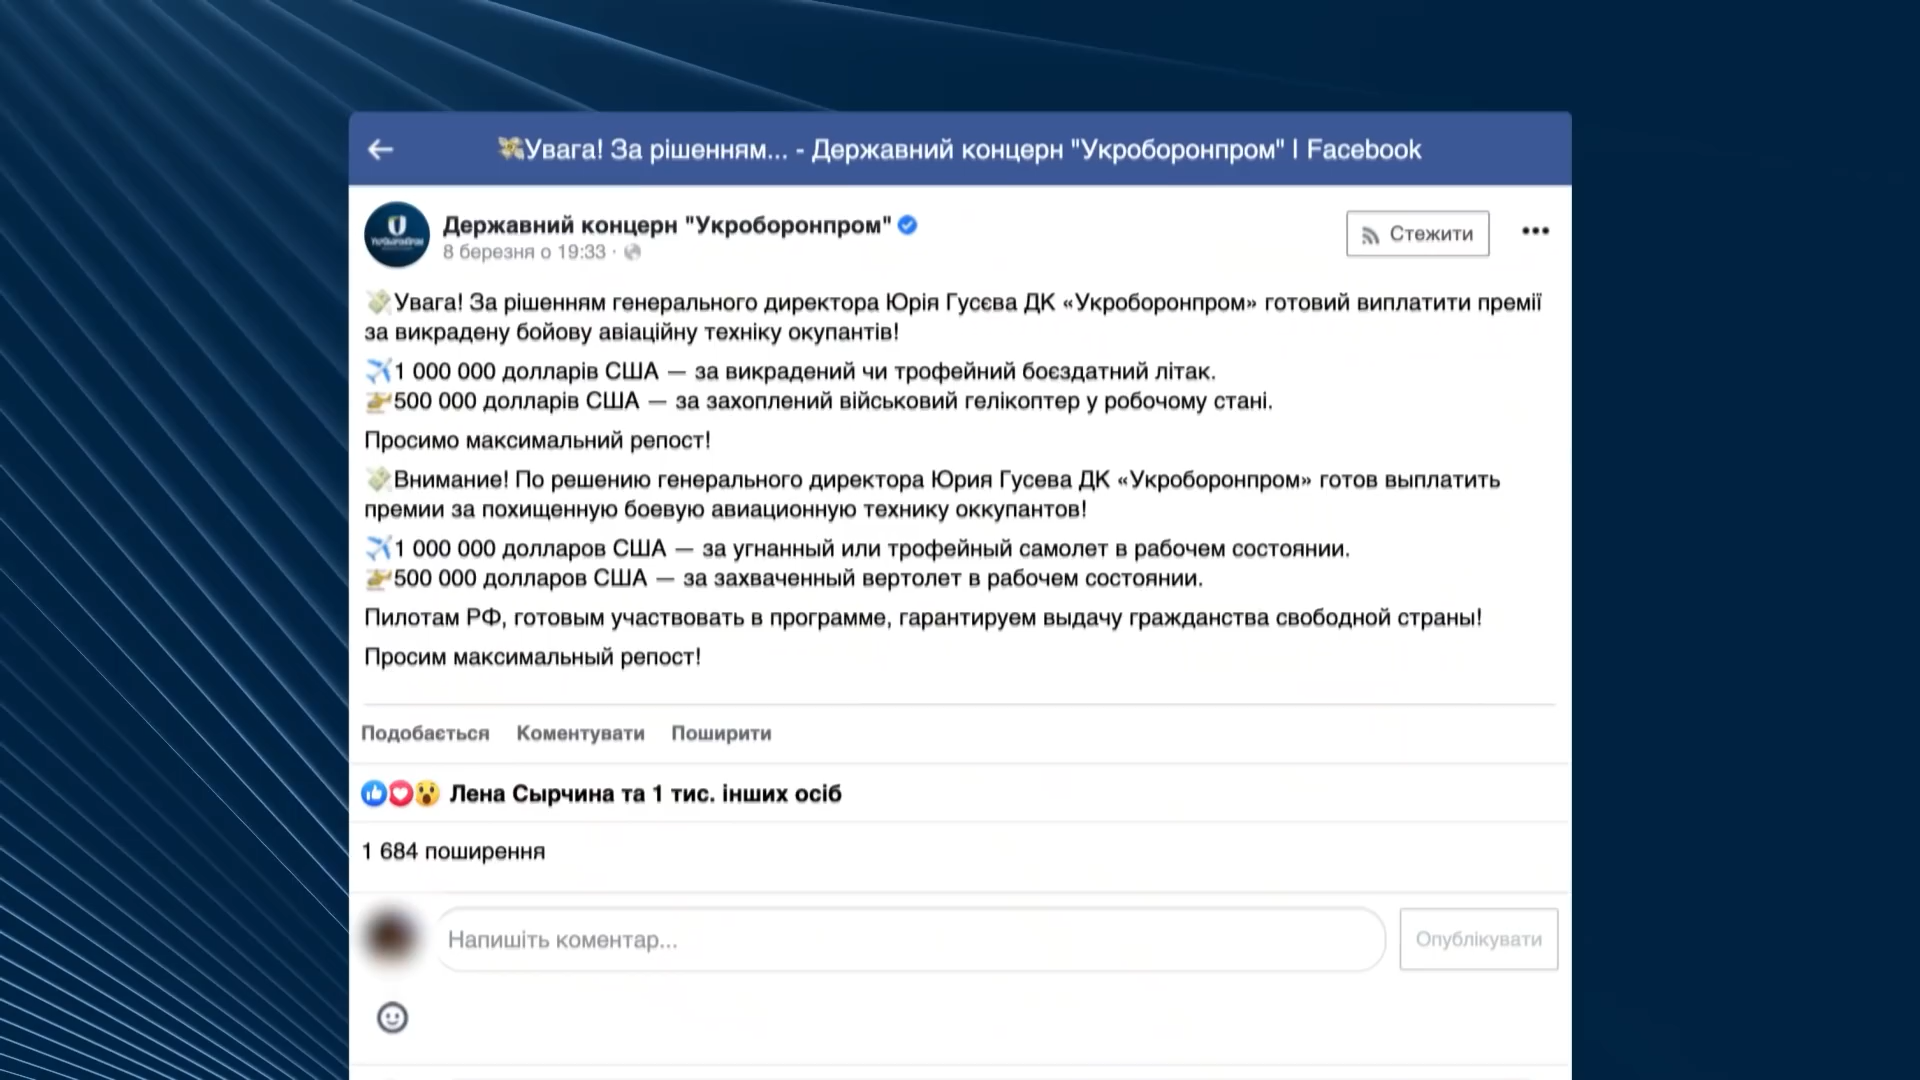 Увага! За рішенням... - Державний концерн "Укроборонпром" | Facebook
Державний концерн "Укроборонпром"
8 березня о 19:33 ·
Стежити
Увага! За рішенням генерального директора Юрія Гусєва ДК «Укроборонпром» готовий виплатити премії
за викрадену бойову авіаційну техніку окупантів!
1 000 000 долларів США — за викрадений чи трофейний боєздатний літак.
500 000 долларів США — за захоплений військовий гелікоптер у робочому стані.
Просимо максимальний репост!
Внимание! По решению генерального директора Юрия Гусева ДК «Укроборонпром» готов выплатить
премии за похищенную боевую авиационную технику оккупантов!
1 000 000 долларов США — за угнанный или трофейный самолет в рабочем состоянии.
500 000 долларов США — за захваченный вертолет в рабочем состоянии.
Пилотам РФ, готовым участвовать в программе, гарантируем выдачу гражданства свободной страны!
Просим максимальный репост!
Подобається Коментувати Поширити
Лена Сырчина та 1 тис. інших осіб
1 684 поширення
Напишіть коментар...
Опублікувати